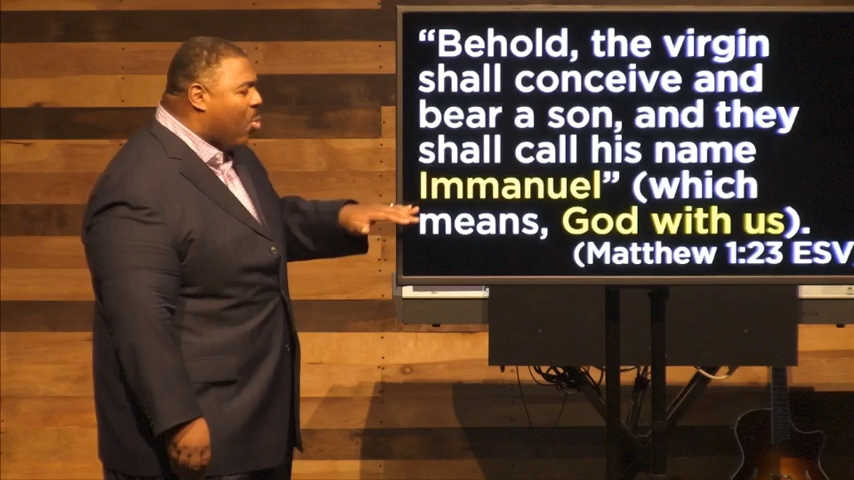 “Behold, the virgin
shall conceive and
bear a son, and they
shall call his name
Immanuel” (which
means, God with us).
(Matthew 1:23 ESV)